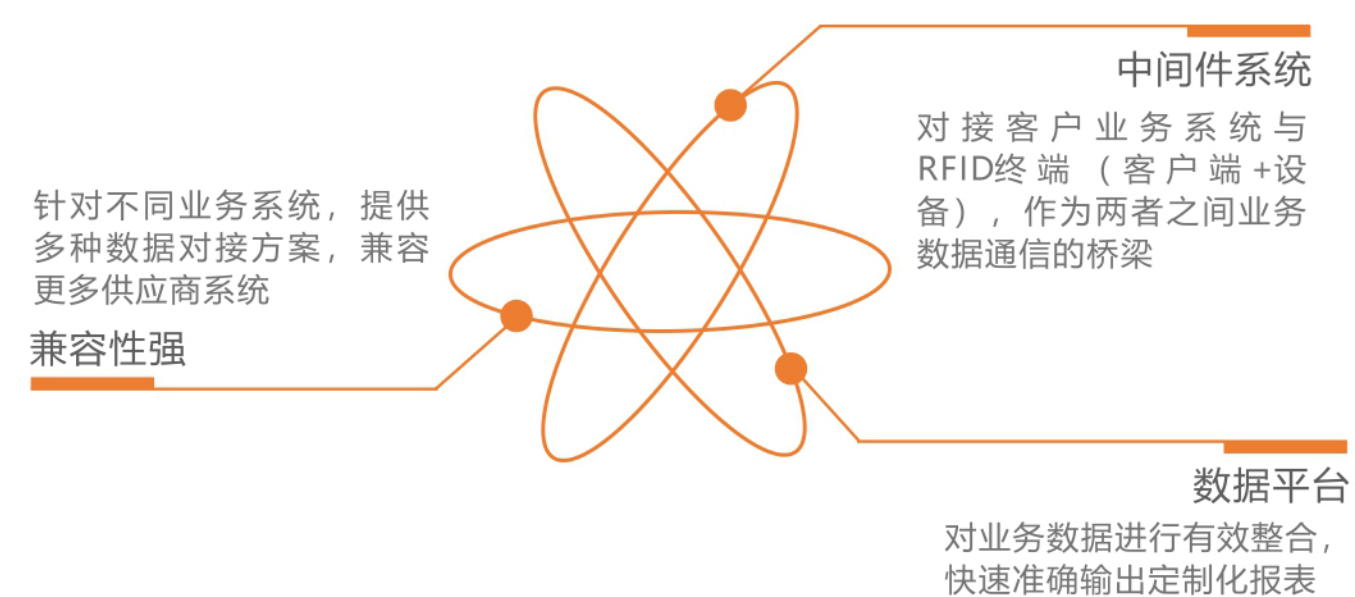 中间件系统
对接客户业务系统与
RFID终端（客户端+设
备），作为两者之间业务
数据通信的桥梁
针对不同业务系统，提供
多种数据对接方案，兼容
更多供应商系统
兼容性强
数据平台
对业务数据进行有效整合，
快速准确输出定制化报表